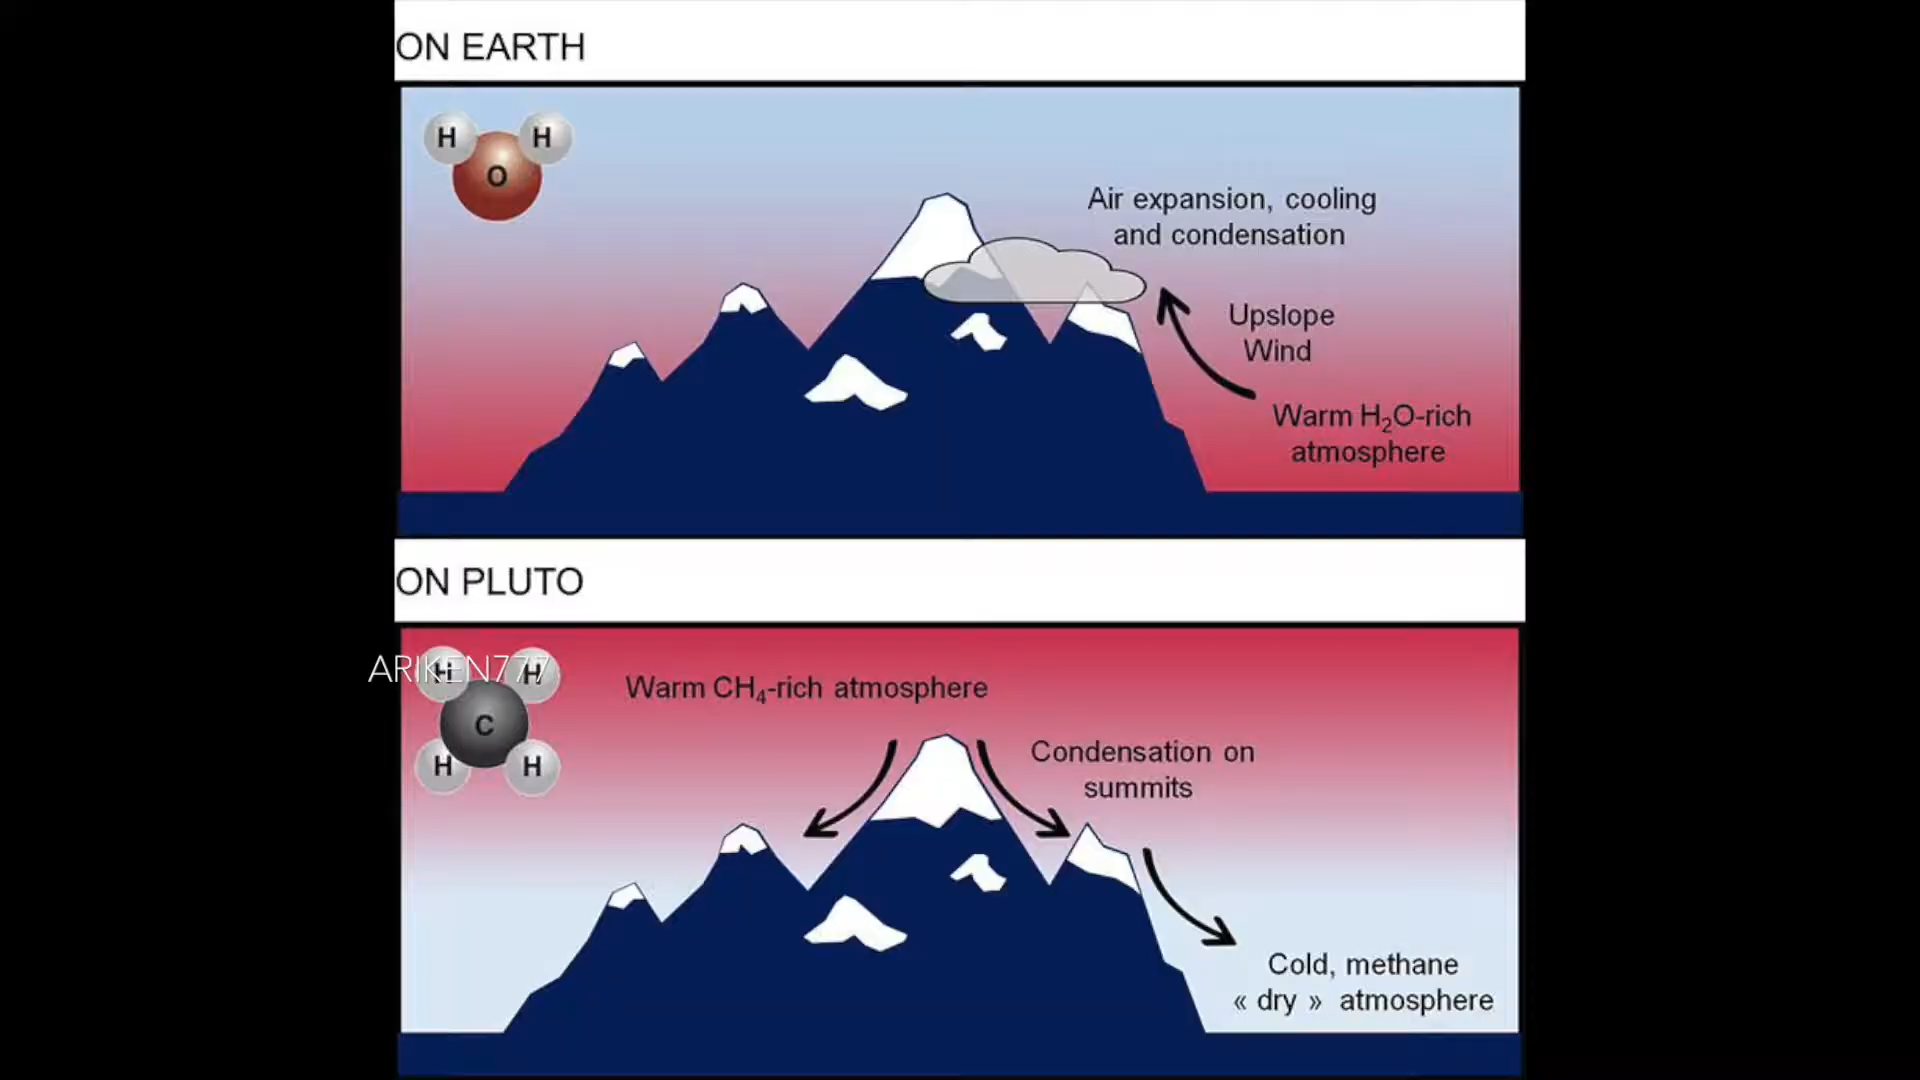 ON EARTH
H H
O
Air expansion, cooling
and condensation
Upslope
Wind
Warm H₂O-rich
atmosphere
ON PLUTO
ARIKEN777
H H
C
H H
Warm CH₄-rich atmosphere
Condensation on
summits
Cold, methane
« dry » atmosphere